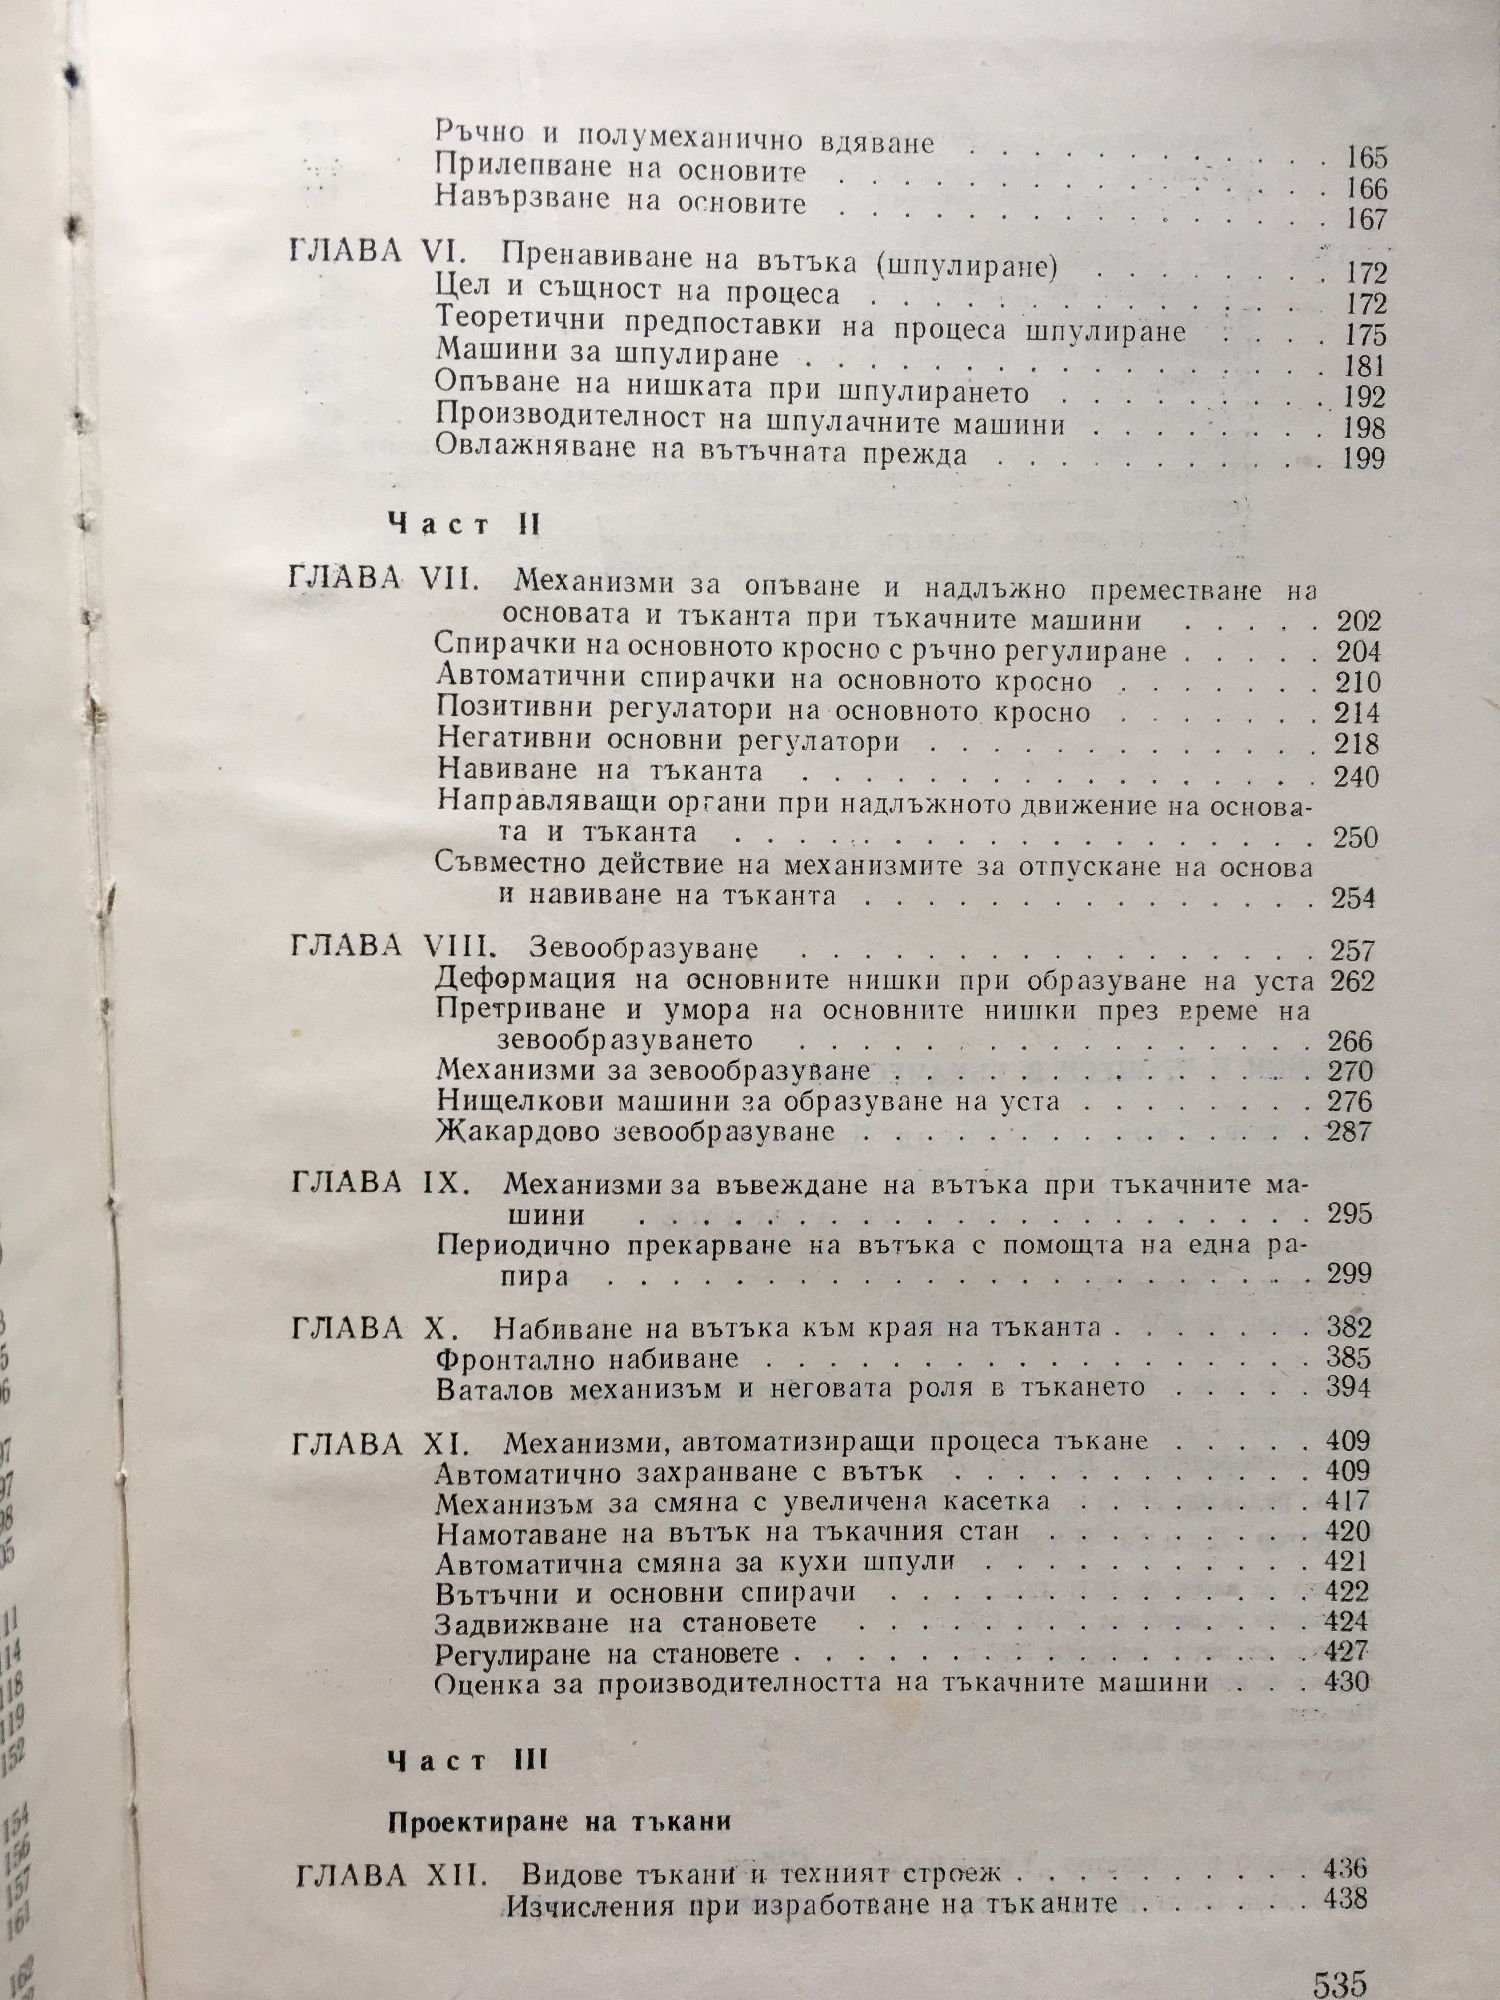 Ръчно и полумеханично вдяване . . . . . . . . . . . . 165
Прилепване на основите . . . . . . . . . . . . . . . . 166
Навързване на основите . . . . . . . . . . . . . . . . 167
ГЛАВА VI. Пренавиване на вътъка (шпулиране) . . . . . . . . 172
Цел и същност на процеса . . . . . . . . . . . . . . . 172
Теоретични предпоставки на процеса шпулиране . . . . 175
Машини за шпулиране . . . . . . . . . . . . . . . . . 181
Опъване на нишката при шпулирането . . . . . . . . . 192
Производителност на шпулачните машини . . . . . . . . 198
Овлажняване на вътъчната прежда . . . . . . . . . . . 199
Част II
ГЛАВА VII. Механизми за опъване и надлъжно преместване на
основата и тъканта при тъкачните машини . . . . . 202
Спирачки на основното кросно с ръчно регулиране . . . . . 204
Автоматични спирачки на основното кросно . . . . . . . 210
Позитивни регулатори на основното кросно . . . . . . . 214
Негативни основни регулатори . . . . . . . . . . . . . 218
Навиване на тъканта . . . . . . . . . . . . . . . . . 240
Направляващи органи при надлъжното движение на основа-
та и тъканта . . . . . . . . . . . . . . . . . . . 250
Съвместно действие на механизмите за отпускане на основа
и навиване на тъканта . . . . . . . . . . . . . . . 254
ГЛАВА VIII. Зевообразуване . . . . . . . . . . . . . . . . . 257
Деформация на основните нишки при образуване на уста 262
Претриване и умора на основните нишки през време на
зевообразуването . . . . . . . . . . . . . . . . . 266
Механизми за зевообразуване . . . . . . . . . . . . . . 270
Нищелкови машини за образуване на уста . . . . . . . . 276
Жакардово зевообразуване . . . . . . . . . . . . . . . 287
ГЛАВА IX. Механизми за въвеждане на вътъка при тъкачните ма-
шини . . . . . . . . . . . . . . . . . . . . . . 295
Периодично прекарване на вътъка с помощта на една ра-
пира . . . . . . . . . . . . . . . . . . . . . . . 299
ГЛАВА X. Набиване на вътъка към края на тъканта . . . . . . . 382
Фронтално набиване . . . . . . . . . . . . . . . . . . 385
Ваталов механизъм и неговата роля в тъкането . . . . . 394
ГЛАВА XI. Механизми, автоматизиращи процеса тъкане . . . . . 409
Автоматично захранване с вътък . . . . . . . . . . . . 409
Механизъм за смяна с увеличена касетка . . . . . . . . 417
Намотаване на вътък на тъкачния стан . . . . . . . . . 420
Автоматична смяна за кухи шпули . . . . . . . . . . . 421
Вътъчни и основни спирачи . . . . . . . . . . . . . . 422
Задвижване на становете . . . . . . . . . . . . . . . 424
Регулиране на становете . . . . . . . . . . . . . . . . . 427
Оценка за производителността на тъкачните машини . . . 430
Част III
Проектиране на тъкани
ГЛАВА XII. Видове тъкани и техният строеж . . . . . . . . . . 436
Изчисления при изработване на тъканите . . . . . . 438
535